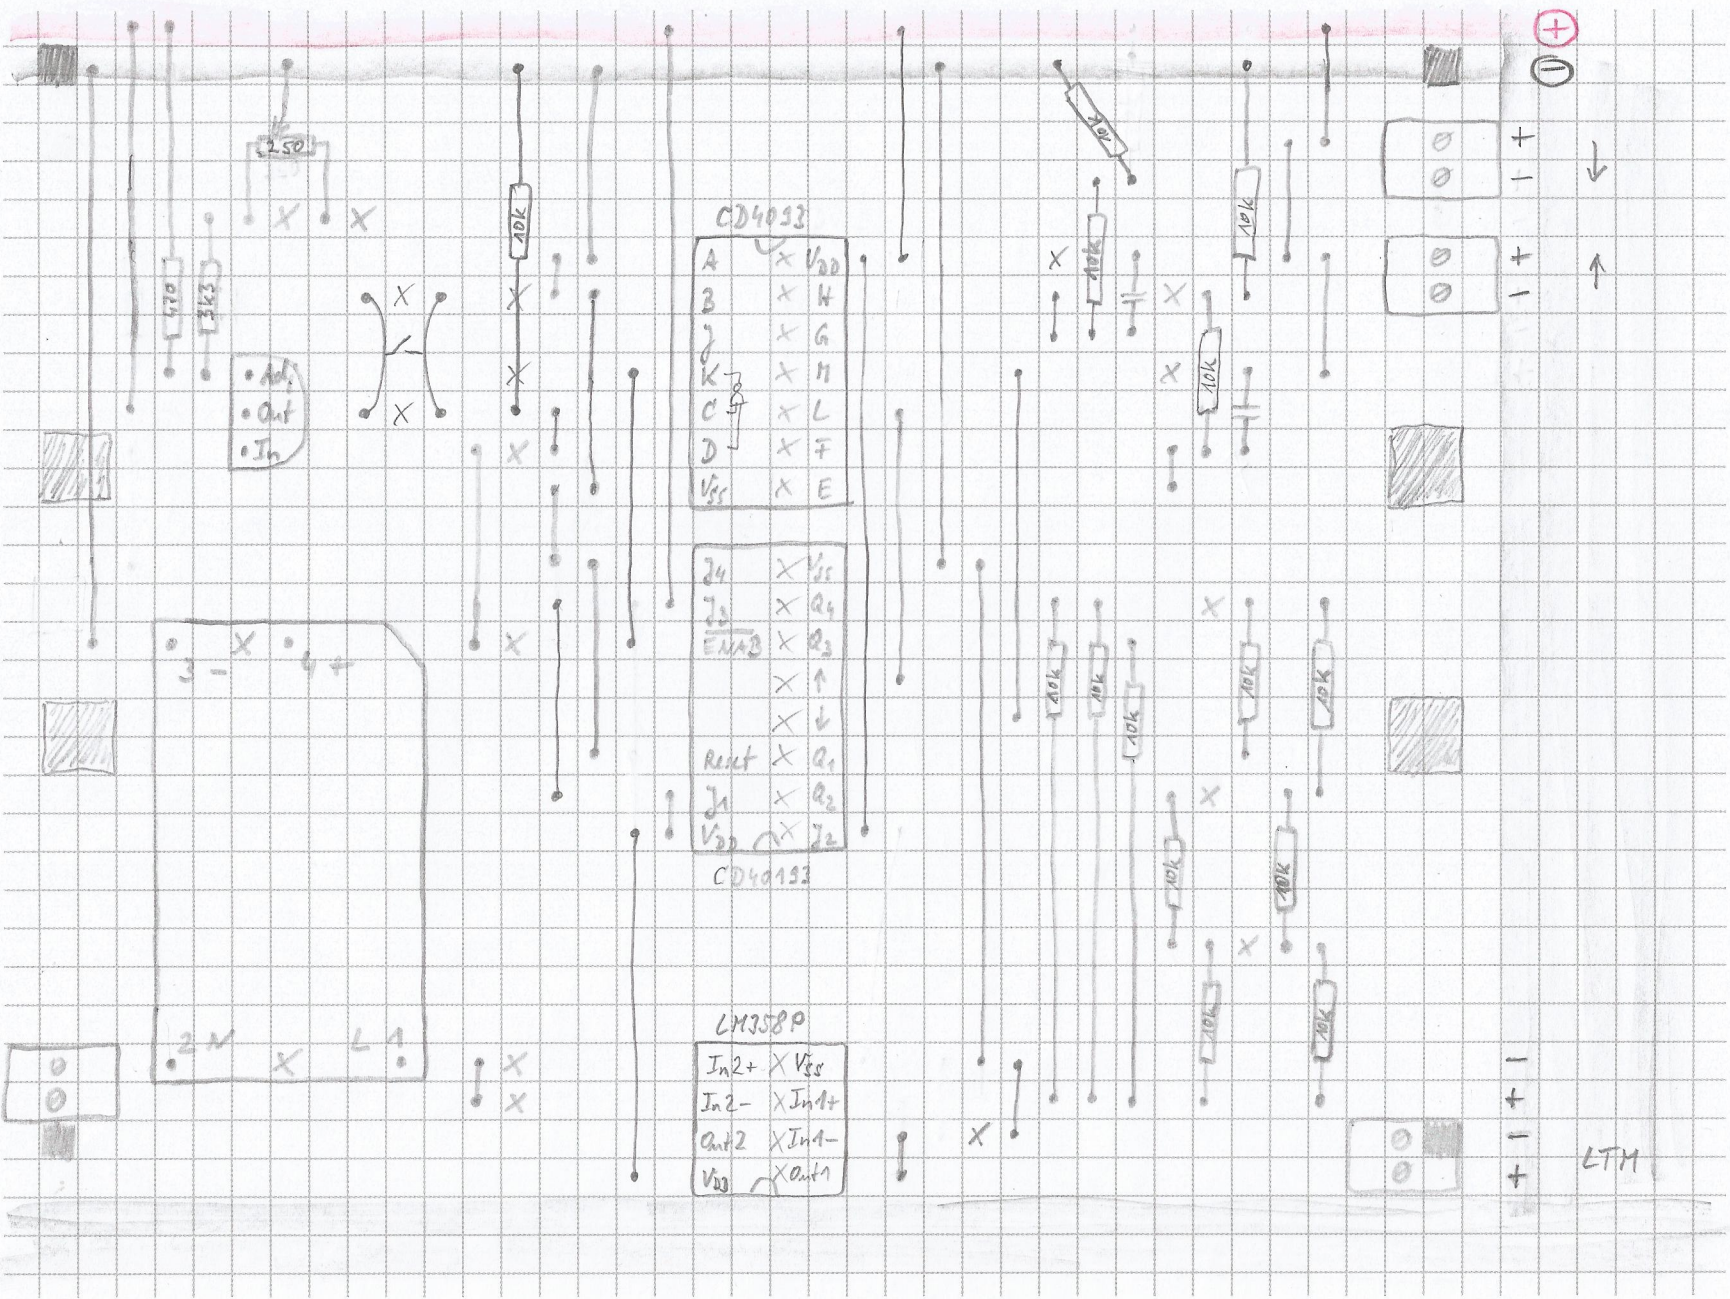 +
−
250
10k
10k
10k
+
−
↓
CD4093
470
3k3
10k
A × VDD
B × H
J × G
K × M
C × L
D × F
VSS × E
+
−
↑
10k
Adj.
Out
In
J4 × VSS
J3 × Q4
ENAB × Q3
× ↑
× ↓
Reset × Q1
J1 × Q2
VDD × J2
CD40193
3 − × 4 +
10k
10k
10k
10k
10k
10k
10k
10k
10k
2 N × L 1
LM358P
In2+ × VSS
In2− × In1+
Out2 × In1−
VDD × Out1
−
+
−
+
LTM